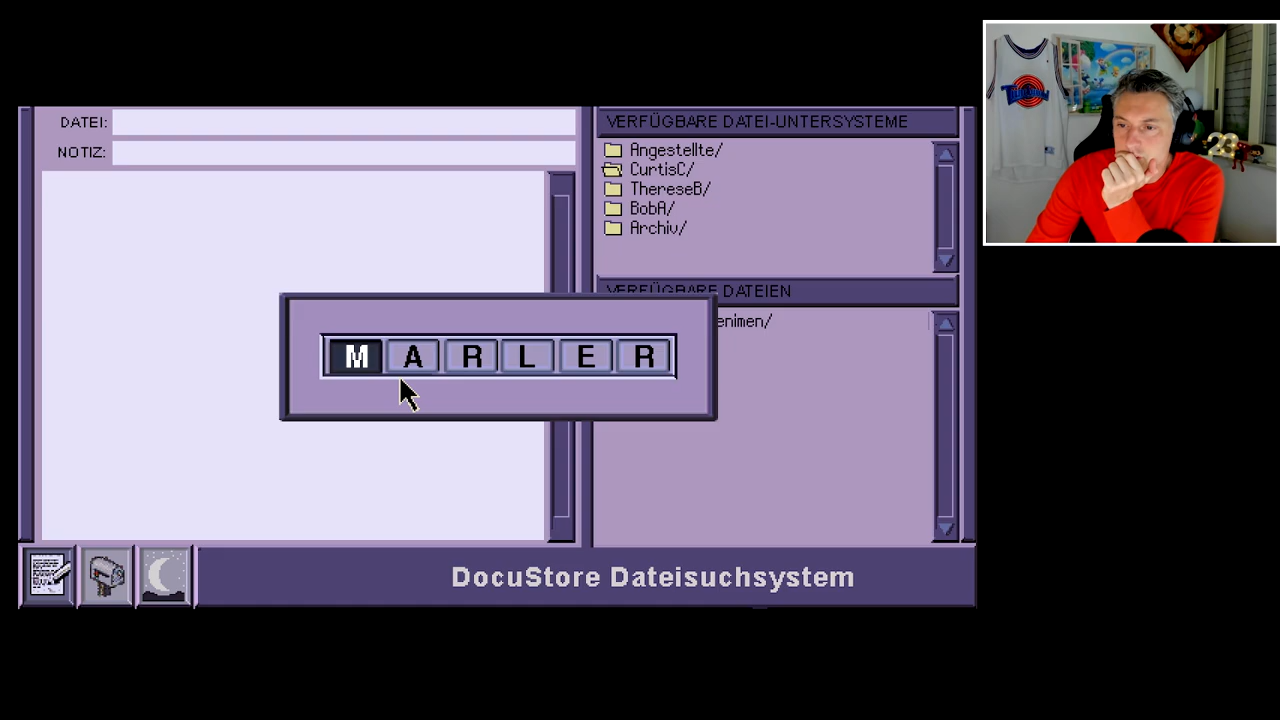 DATEI:
NOTIZ:
VERFÜGBARE DATEI-UNTERSYSTEME
Angestellte/
CurtisC/
ThereseB/
BobA/
Archiv/
VERFÜGBARE DATEIEN
enimen/
M A R L E R
DocuStore Dateisuchsystem